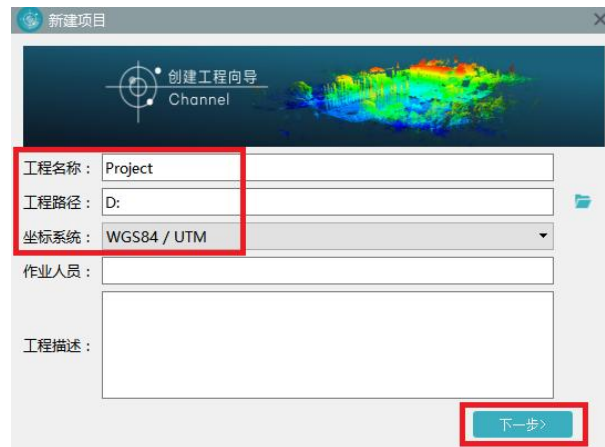 新建项目
创建工程向导
Channel
工程名称： Project
工程路径： D:
坐标系统： WGS84 / UTM
作业人员：
工程描述：
下一步>